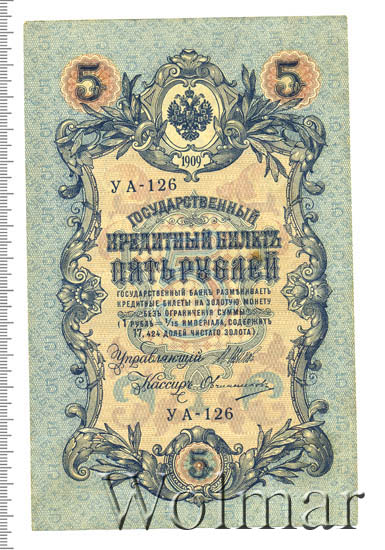 5 5
1909
УА-126
ГОСУДАРСТВЕННЫЙ
КРЕДИТНЫЙ БИЛЕТЪ
ПЯТЬ РУБЛЕЙ
ГОСУДАРСТВЕННЫЙ БАНКЪ РАЗМѢНИВАЕТЪ
КРЕДИТНЫЕ БИЛЕТЫ НА ЗОЛОТУЮ МОНЕТУ
БЕЗЪ ОГРАНИЧЕНІЯ СУММЫ
(1 РУБЛЬ = 1/15 ИМПЕРІАЛА, СОДЕРЖИТЪ
17,424 ДОЛЕЙ ЧИСТАГО ЗОЛОТА)
Управляющій
Кассиръ Овчинников
УА-126
5
Wolmar